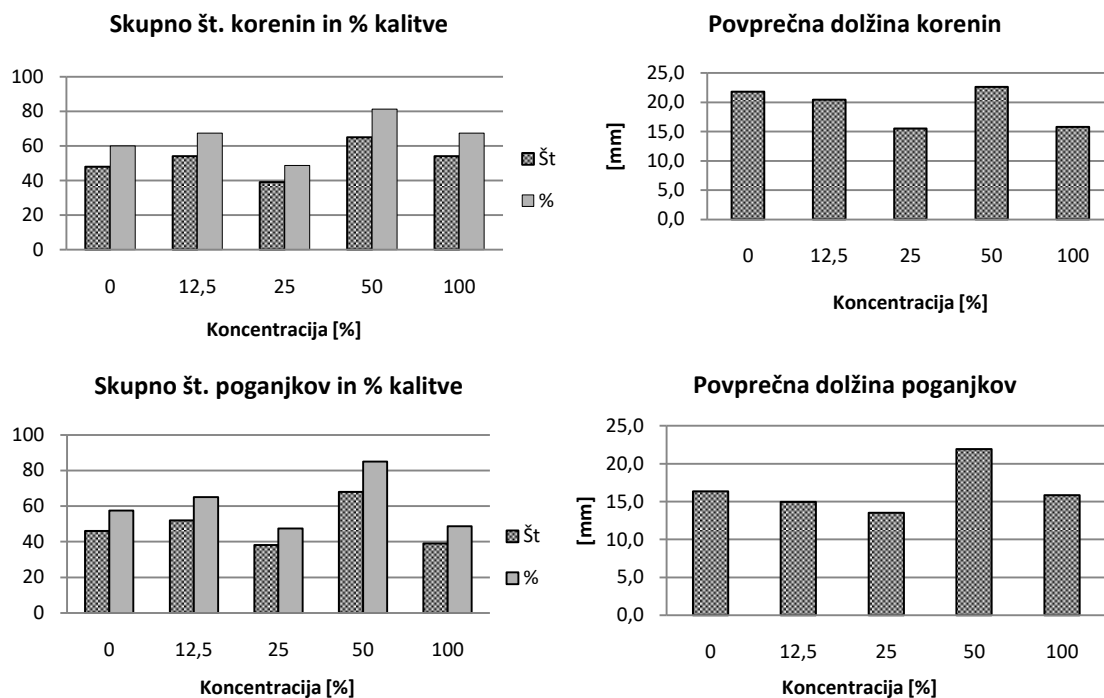 Skupno št. korenin in % kalitve
100
80
60
40
20
0
0 12,5 25 50 100
Koncentracija [%]
Št
%
Povprečna dolžina korenin
[mm]
25,0
20,0
15,0
10,0
5,0
0,0
0 12,5 25 50 100
Koncentracija [%]
Skupno št. poganjkov in % kalitve
100
80
60
40
20
0
0 12,5 25 50 100
Koncentracija [%]
Št
%
Povprečna dolžina poganjkov
[mm]
25,0
20,0
15,0
10,0
5,0
0,0
0 12,5 25 50 100
Koncentracija [%]